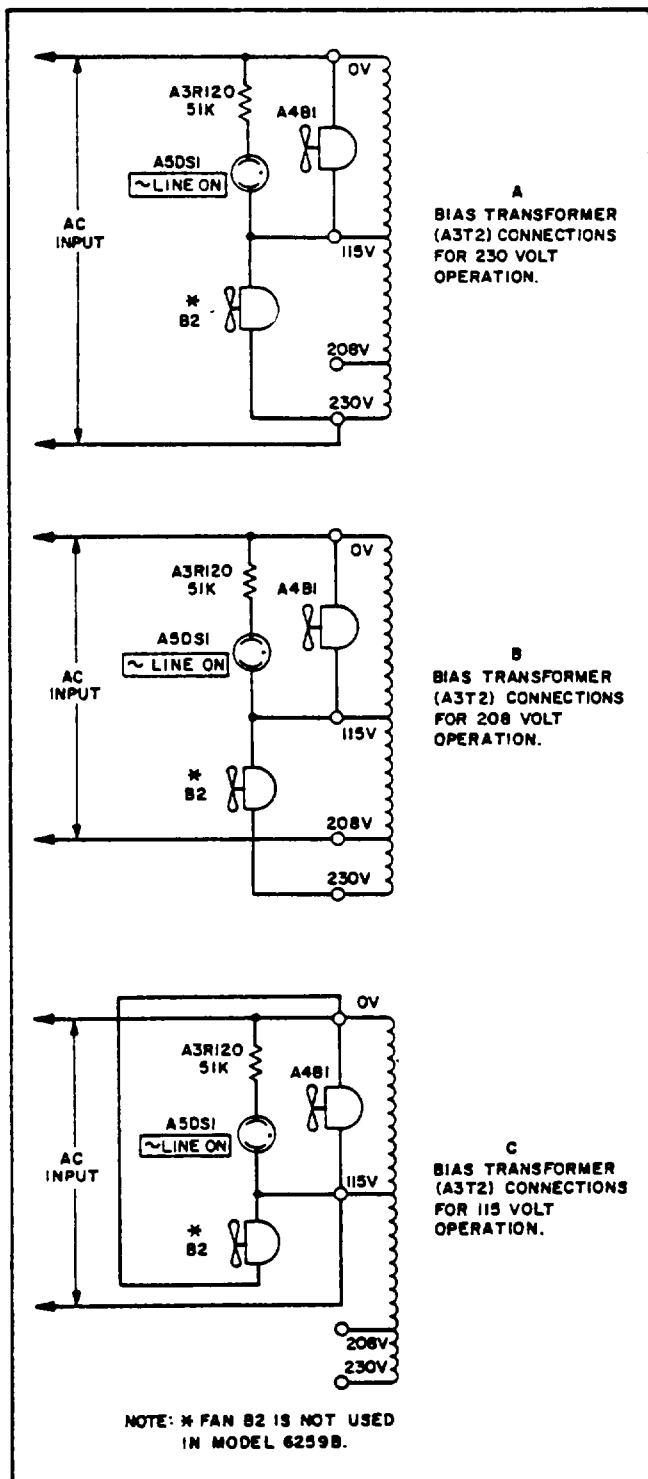 0V
A3R120
51K
A4B1
A5DS1
~LINE ON
AC
INPUT
115V
*
B2
208V
230V
A
BIAS TRANSFORMER
(A3T2) CONNECTIONS
FOR 230 VOLT
OPERATION.
0V
A3R120
51K
A4B1
A5DS1
~ LINE ON
AC
INPUT
115V
*
B2
208V
230V
B
BIAS TRANSFORMER
(A3T2) CONNECTIONS
FOR 208 VOLT
OPERATION.
0V
A3R120
51K
A4B1
A5DS1
~LINE ON
AC
INPUT
115V
*
B2
208V
230V
C
BIAS TRANSFORMER
(A3T2) CONNECTIONS
FOR 115 VOLT
OPERATION.
NOTE: * FAN B2 IS NOT USED
IN MODEL 6259B.